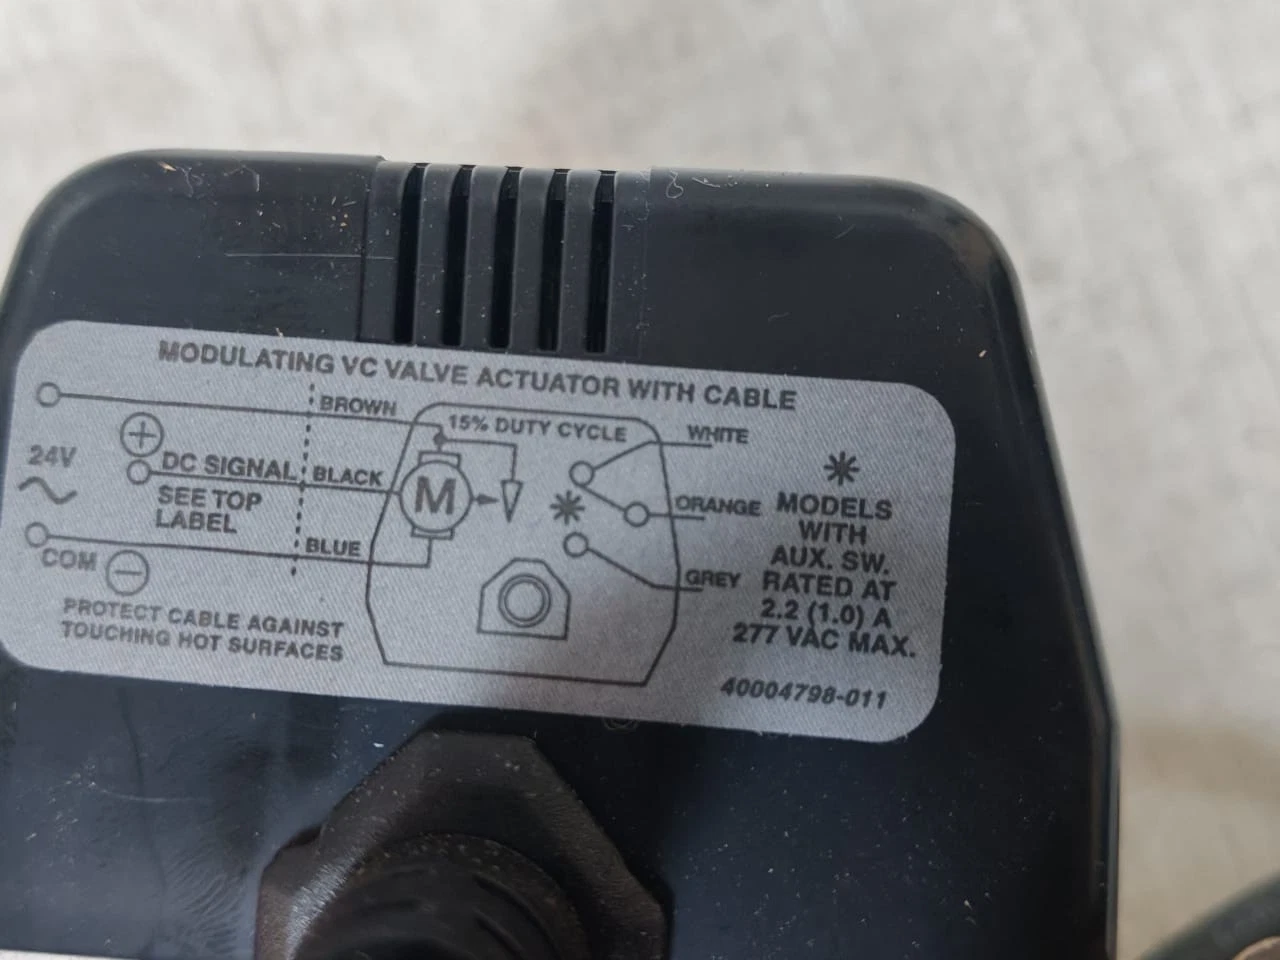 MODULATING VC VALVE ACTUATOR WITH CABLE
BROWN
15% DUTY CYCLE
WHITE
24V
+
DC SIGNAL
BLACK
M
SEE TOP
LABEL
ORANGE
BLUE
COM −
GREY
PROTECT CABLE AGAINST
TOUCHING HOT SURFACES
MODELS
WITH
AUX. SW.
RATED AT
2.2 (1.0) A
277 VAC MAX.
40004798-011